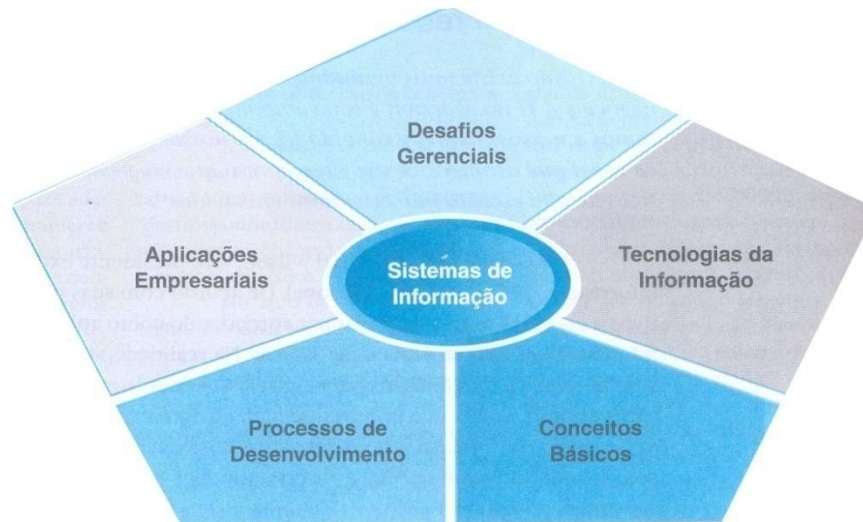 Desafios
Gerenciais
Aplicações
Empresariais
Sistemas de
Informação
Tecnologias da
Informação
Processos de
Desenvolvimento
Conceitos
Básicos